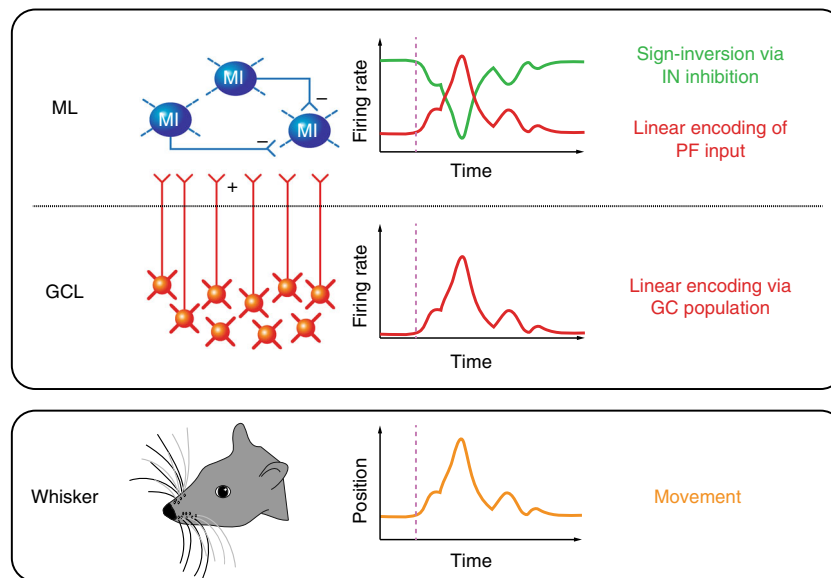 ML
MI
MI
MI
–
–
+
Firing rate
Time
Sign-inversion via
IN inhibition
Linear encoding of
PF input
GCL
Firing rate
Time
Linear encoding via
GC population
Whisker
Position
Time
Movement